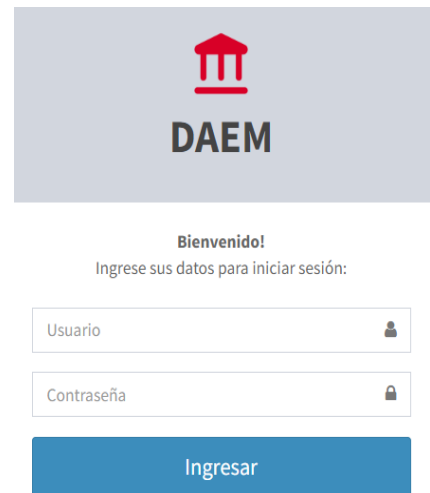 DAEM
Bienvenido!
Ingrese sus datos para iniciar sesión:
Usuario
Contraseña
Ingresar